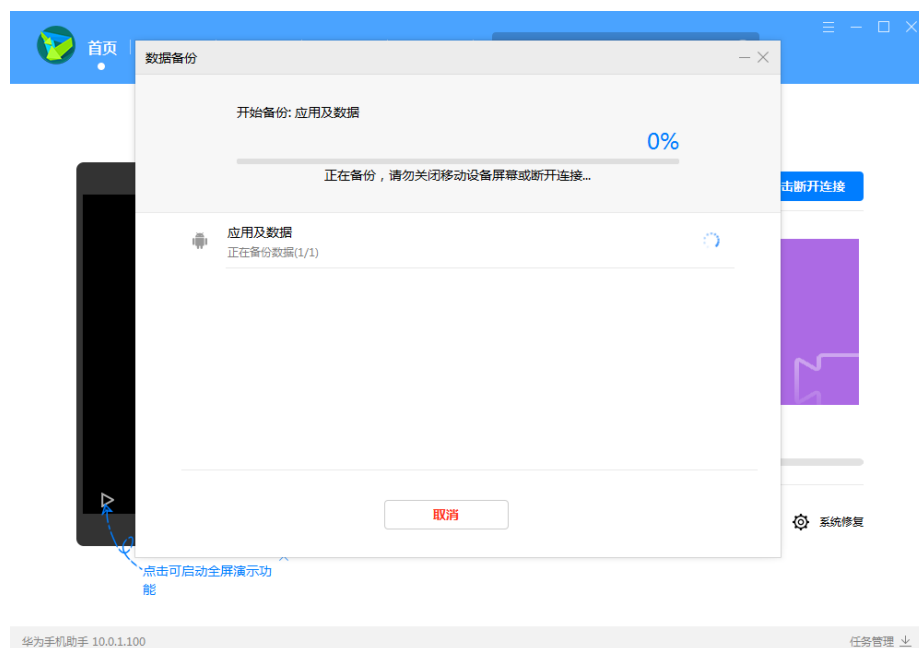 首页
数据备份
开始备份: 应用及数据
0%
正在备份，请勿关闭移动设备屏幕或断开连接...
击断开连接
应用及数据
正在备份数据(1/1)
取消
系统修复
点击可启动全屏演示功
能
华为手机助手 10.0.1.100
任务管理